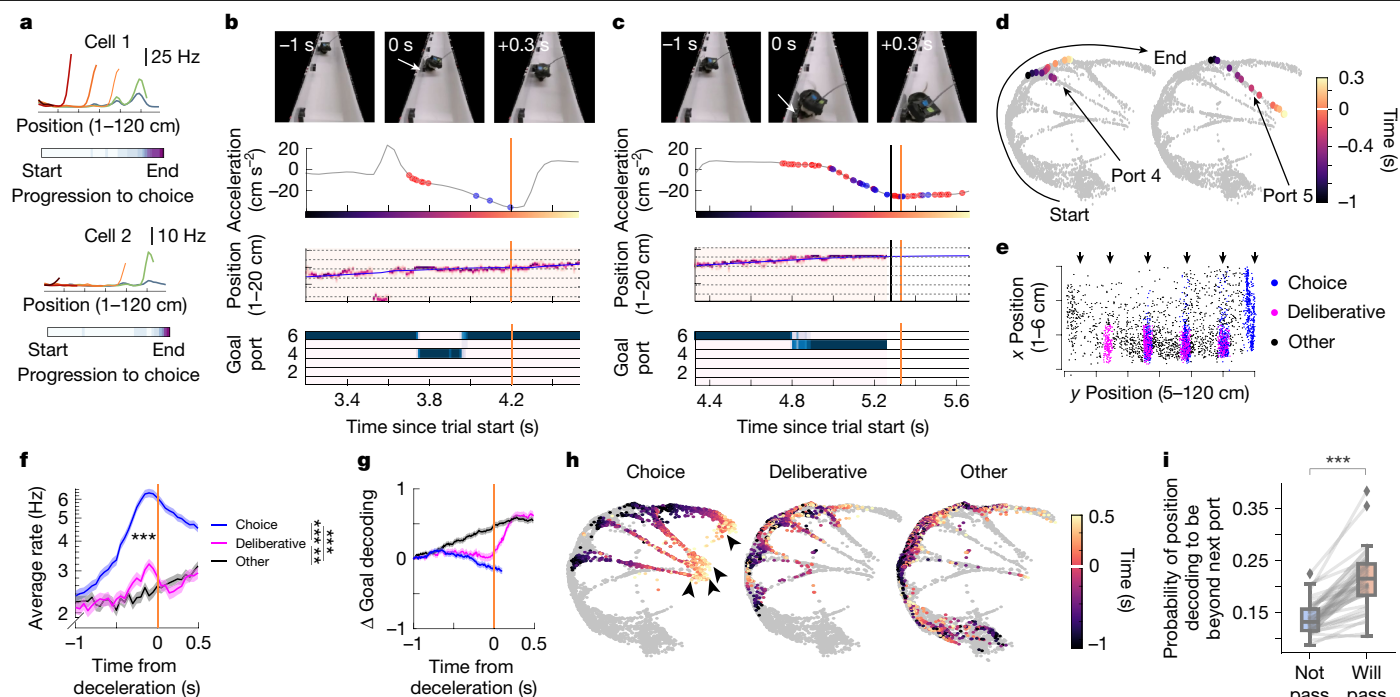 a
Cell 1
25 Hz
Position (1–120 cm)
Start
End
Progression to choice
Cell 2
10 Hz
Position (1–120 cm)
Start
End
Progression to choice
b
−1 s
0 s
+0.3 s
Acceleration
(cm s−2)
20
0
−20
Position
(1–20 cm)
Goal
port
6
4
2
3.4
3.8
4.2
Time since trial start (s)
c
−1 s
0 s
+0.3 s
Acceleration
(cm s−2)
20
0
−20
Position
(1–20 cm)
Goal
port
6
4
2
4.4
4.8
5.2
5.6
Time since trial start (s)
d
End
Port 4
Port 5
Start
0.3
0
−0.4
−1
Time (s)
e
x Position
(1–6 cm)
y Position (5–120 cm)
Choice
Deliberative
Other
f
Average rate (Hz)
6
5
4
3
2
***
−1
0
0.5
Time from
deceleration (s)
Choice
Deliberative
Other
***
***
***
g
Δ Goal decoding
1
0
−1
−1
0
0.5
Time from
deceleration (s)
h
Choice
Deliberative
Other
0.5
0
−1
Time (s)
i
***
Probability of position
decoding to be
beyond next port
0.35
0.25
0.15
Not
pass
Will
pass